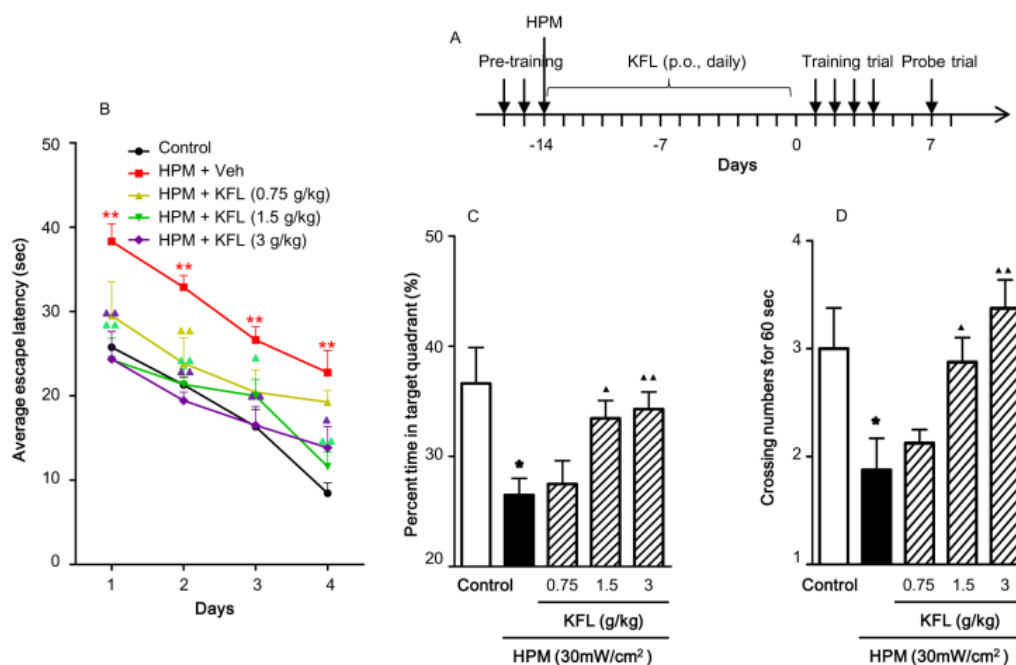 A
HPM
Pre-training
KFL (p.o., daily)
Training trial
Probe trial
-14
-7
0
7
Days
B
Average escape latency (sec)
50
40
30
20
10
0
Control
HPM + Veh
HPM + KFL (0.75 g/kg)
HPM + KFL (1.5 g/kg)
HPM + KFL (3 g/kg)
**
**
**
**
1 2 3 4
Days
C
Percent time in target quadrant (%)
50
40
30
20
*
▲
▲▲
Control 0.75 1.5 3
KFL (g/kg)
HPM (30mW/cm²)
D
Crossing numbers for 60 sec
4
3
2
1
*
▲
▲▲
Control 0.75 1.5 3
KFL (g/kg)
HPM (30mW/cm²)